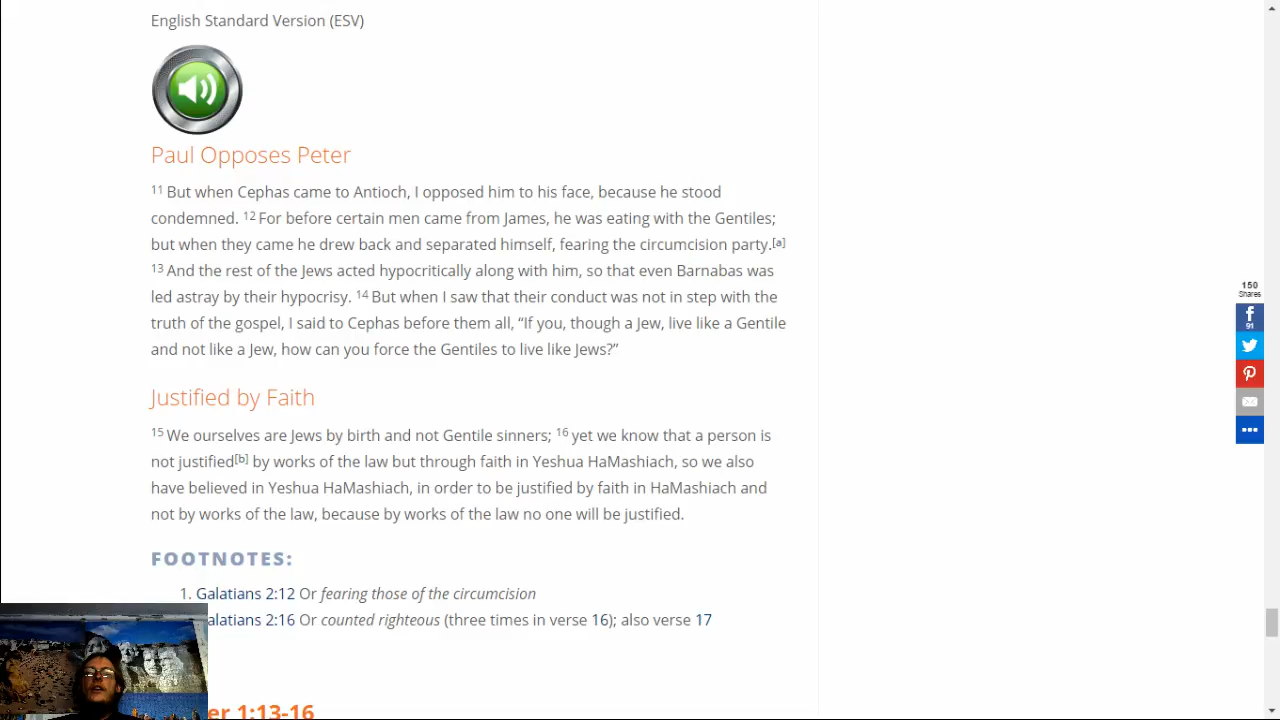 English Standard Version (ESV)
Paul Opposes Peter
11 But when Cephas came to Antioch, I opposed him to his face, because he stood
condemned. 12 For before certain men came from James, he was eating with the Gentiles;
but when they came he drew back and separated himself, fearing the circumcision party.[a]
13 And the rest of the Jews acted hypocritically along with him, so that even Barnabas was
led astray by their hypocrisy. 14 But when I saw that their conduct was not in step with the
truth of the gospel, I said to Cephas before them all, “If you, though a Jew, live like a Gentile
and not like a Jew, how can you force the Gentiles to live like Jews?”
Justified by Faith
15 We ourselves are Jews by birth and not Gentile sinners; 16 yet we know that a person is
not justified[b] by works of the law but through faith in Yeshua HaMashiach, so we also
have believed in Yeshua HaMashiach, in order to be justified by faith in HaMashiach and
not by works of the law, because by works of the law no one will be justified.
FOOTNOTES:
1. Galatians 2:12 Or fearing those of the circumcision
alatians 2:16 Or counted righteous (three times in verse 16); also verse 17
er 1:13-16
150
Shares
91